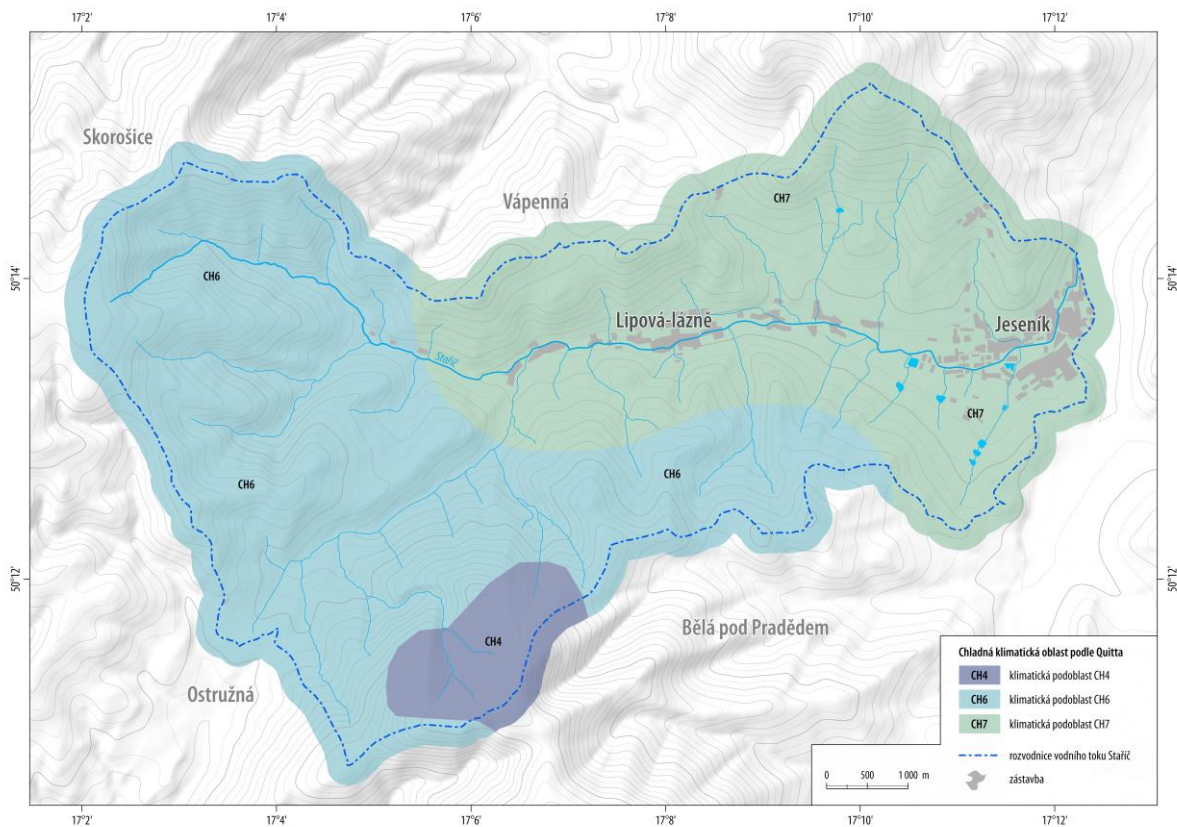 17°2'
17°4'
17°6'
17°8'
17°10'
17°12'
Skorošice
Vápenná
CH7
50°14'
50°14'
CH6
Lipová-lázně
Jeseník
Staříč
CH7
CH6
CH6
50°12'
50°12'
CH4
Bělá pod Pradědem
Ostružná
Chladná klimatická oblast podle Quitta
CH4 klimatická podoblast CH4
CH6 klimatická podoblast CH6
CH7 klimatická podoblast CH7
rozvodnice vodního toku Staříč
zástavba
0 500 1 000 m
17°2'
17°4'
17°6'
17°8'
17°10'
17°12'